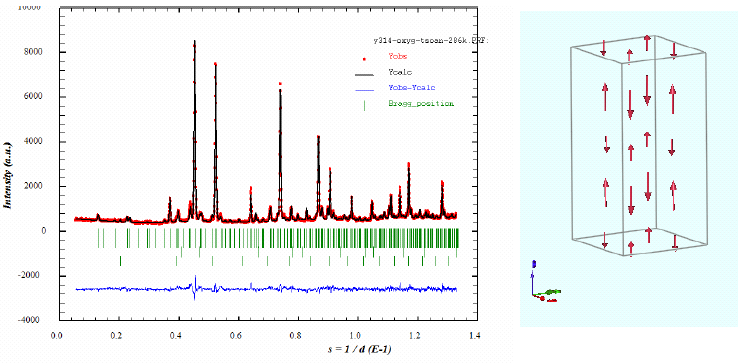 10000
y314-oxyg-tsoan-286k.PRF:
8000
Yobs
Ycalc
Yobs-Ycalc
Bragg_position
6000
4000
2000
0
-2000
-4000
Intensity (a.u.)
0.0 0.2 0.4 0.6 0.8 1.0 1.2 1.4
s = 1 / d (E-1)